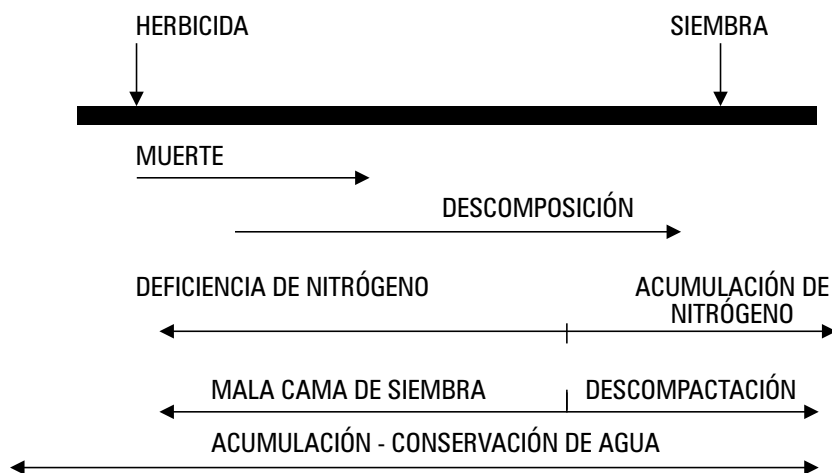 HERBICIDA
SIEMBRA
MUERTE
DESCOMPOSICIÓN
DEFICIENCIA DE NITRÓGENO
ACUMULACIÓN DE
NITRÓGENO
MALA CAMA DE SIEMBRA
DESCOMPACTACIÓN
ACUMULACIÓN - CONSERVACIÓN DE AGUA